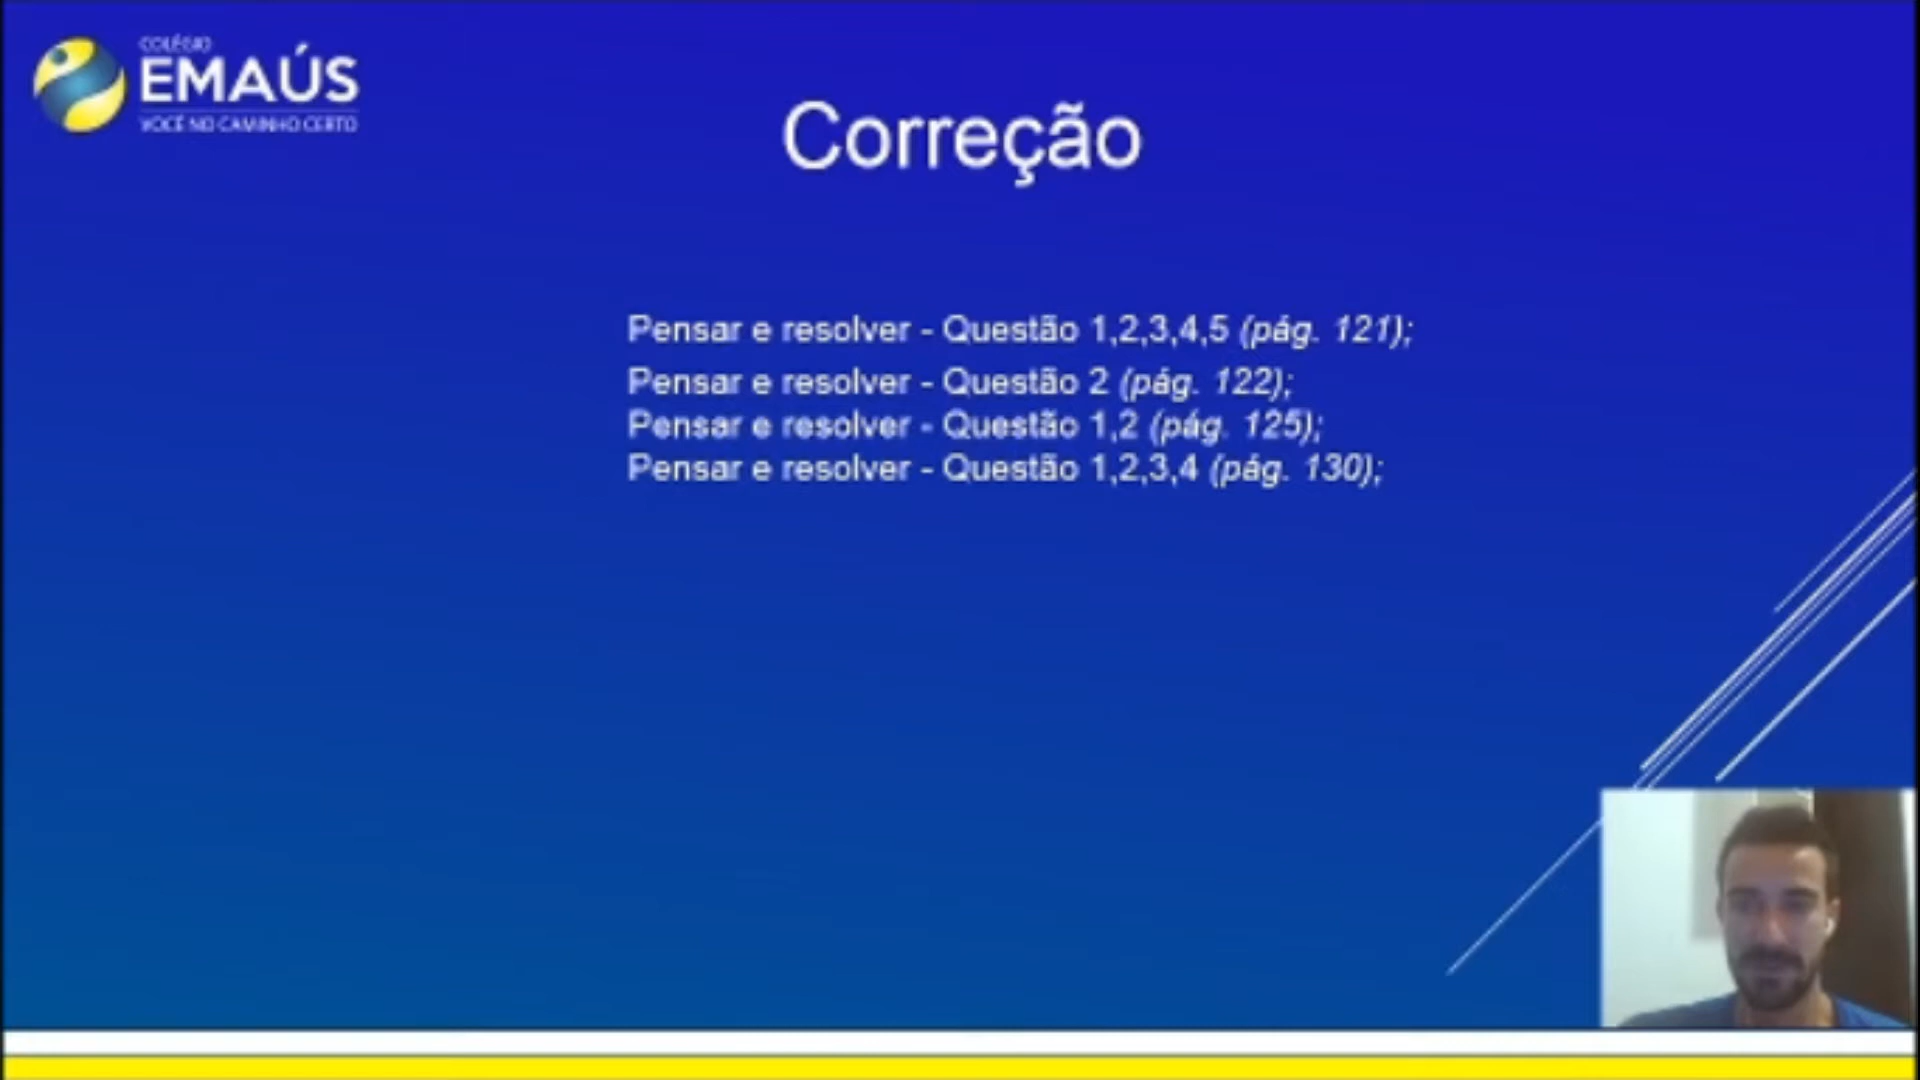 COLÉGIO
EMAÚS
VOCÊ NO CAMINHO CERTO
Correção
Pensar e resolver - Questão 1,2,3,4,5 (pág. 121);
Pensar e resolver - Questão 2 (pág. 122);
Pensar e resolver - Questão 1,2 (pág. 125);
Pensar e resolver - Questão 1,2,3,4 (pág. 130);